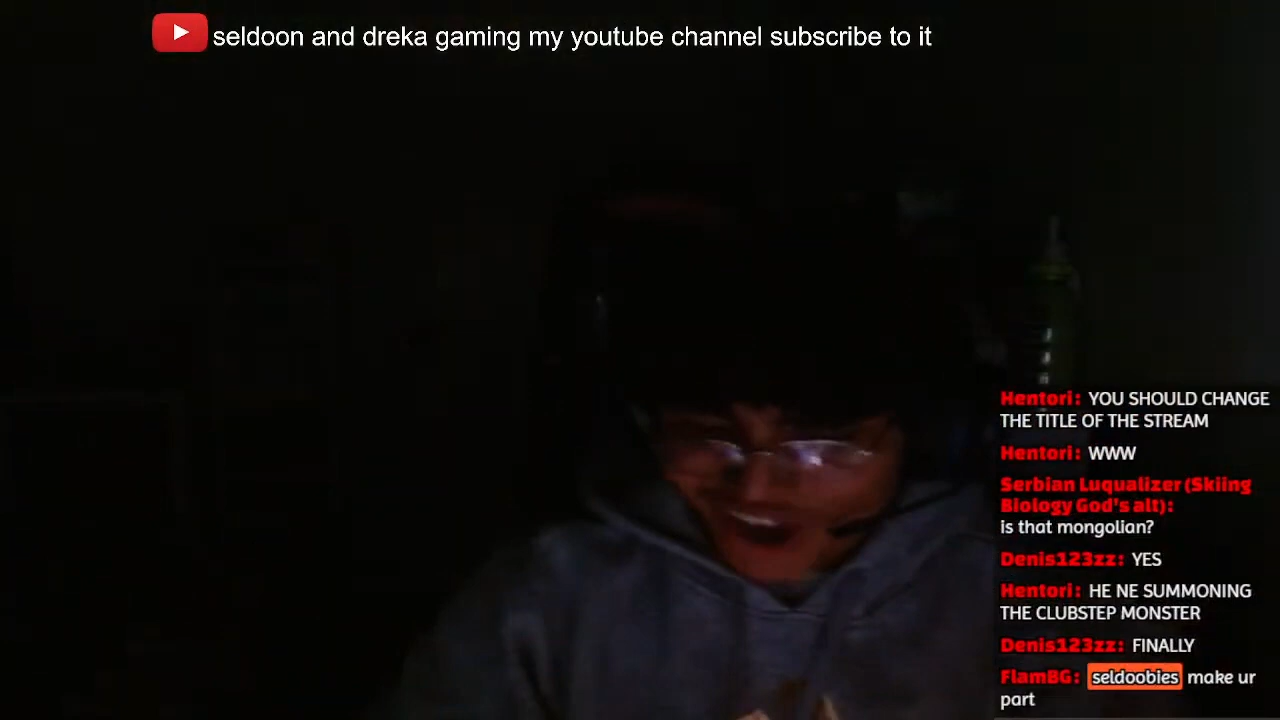 seldoon and dreka gaming my youtube channel subscribe to it
Hentori: YOU SHOULD CHANGE
THE TITLE OF THE STREAM
Hentori: WWW
Serbian Luqualizer (Skiing
Biology God's alt):
is that mongolian?
Denis123zz: YES
Hentori: HE NE SUMMONING
THE CLUBSTEP MONSTER
Denis123zz: FINALLY
FlamBG: seldoobies make ur
part